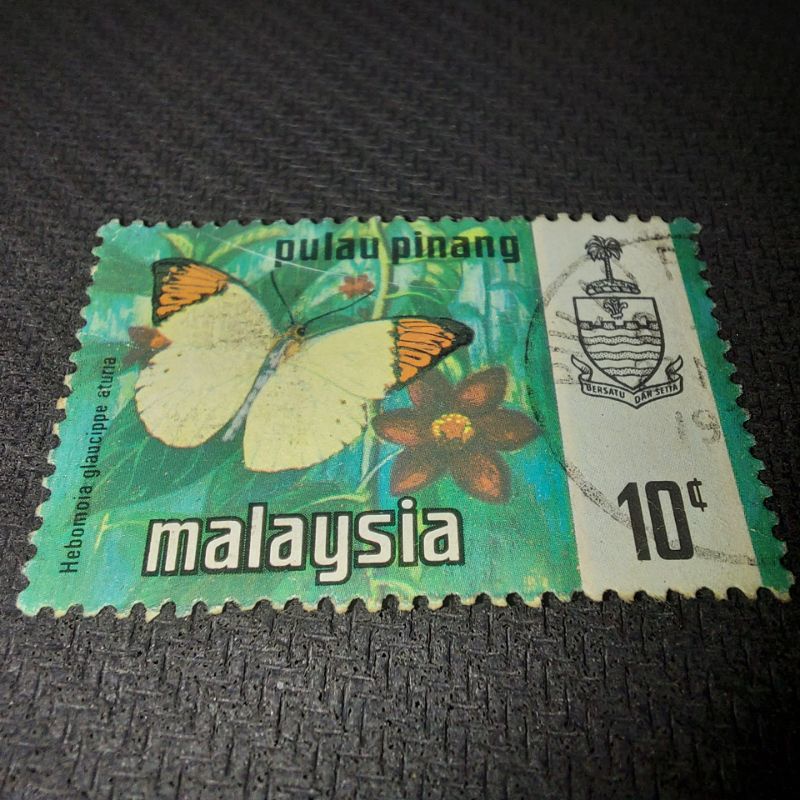 pulau pinang
Hebomoia glaucippe aturia
BERSATU DAN SETIA
10¢
malaysia